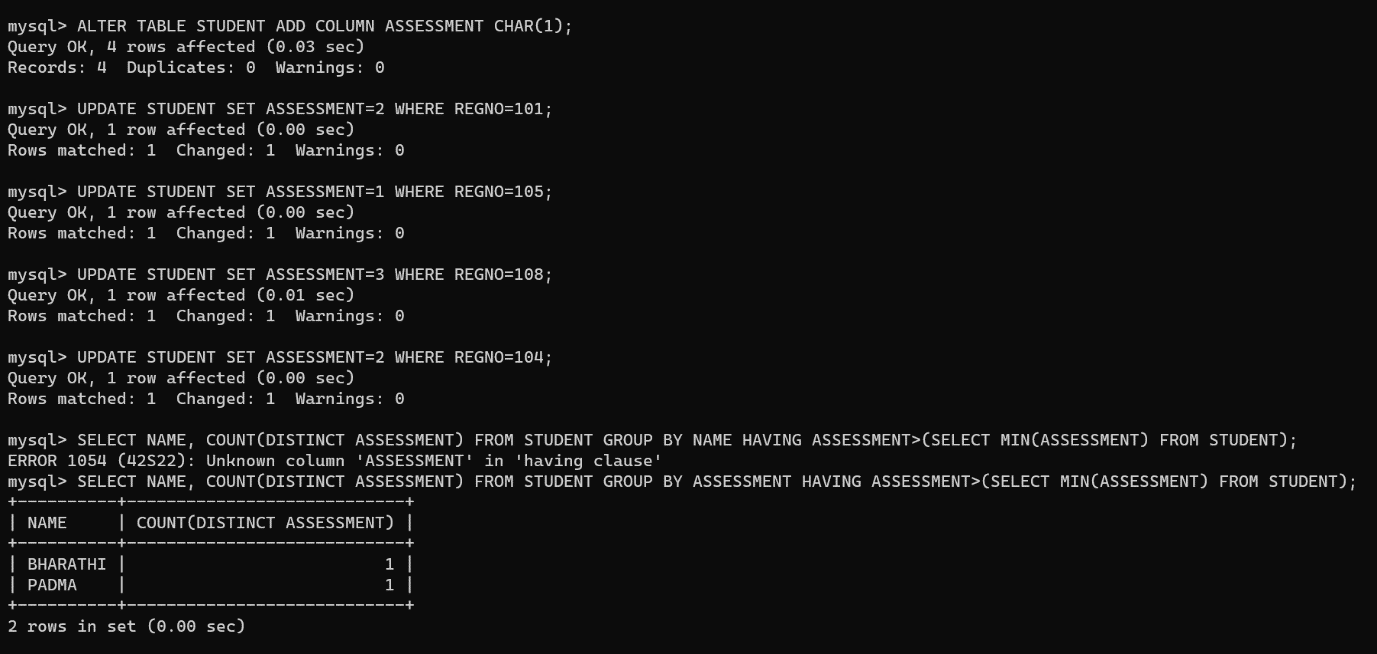 mysql> ALTER TABLE STUDENT ADD COLUMN ASSESSMENT CHAR(1);
Query OK, 4 rows affected (0.03 sec)
Records: 4  Duplicates: 0  Warnings: 0
mysql> UPDATE STUDENT SET ASSESSMENT=2 WHERE REGNO=101;
Query OK, 1 row affected (0.00 sec)
Rows matched: 1  Changed: 1  Warnings: 0
mysql> UPDATE STUDENT SET ASSESSMENT=1 WHERE REGNO=105;
Query OK, 1 row affected (0.00 sec)
Rows matched: 1  Changed: 1  Warnings: 0
mysql> UPDATE STUDENT SET ASSESSMENT=3 WHERE REGNO=108;
Query OK, 1 row affected (0.01 sec)
Rows matched: 1  Changed: 1  Warnings: 0
mysql> UPDATE STUDENT SET ASSESSMENT=2 WHERE REGNO=104;
Query OK, 1 row affected (0.00 sec)
Rows matched: 1  Changed: 1  Warnings: 0
mysql> SELECT NAME, COUNT(DISTINCT ASSESSMENT) FROM STUDENT GROUP BY NAME HAVING ASSESSMENT>(SELECT MIN(ASSESSMENT) FROM STUDENT);
ERROR 1054 (42S22): Unknown column 'ASSESSMENT' in 'having clause'
mysql> SELECT NAME, COUNT(DISTINCT ASSESSMENT) FROM STUDENT GROUP BY ASSESSMENT HAVING ASSESSMENT>(SELECT MIN(ASSESSMENT) FROM STUDENT);
+----------+----------------------------+
| NAME     | COUNT(DISTINCT ASSESSMENT) |
+----------+----------------------------+
| BHARATHI |                          1 |
| PADMA    |                          1 |
+----------+----------------------------+
2 rows in set (0.00 sec)